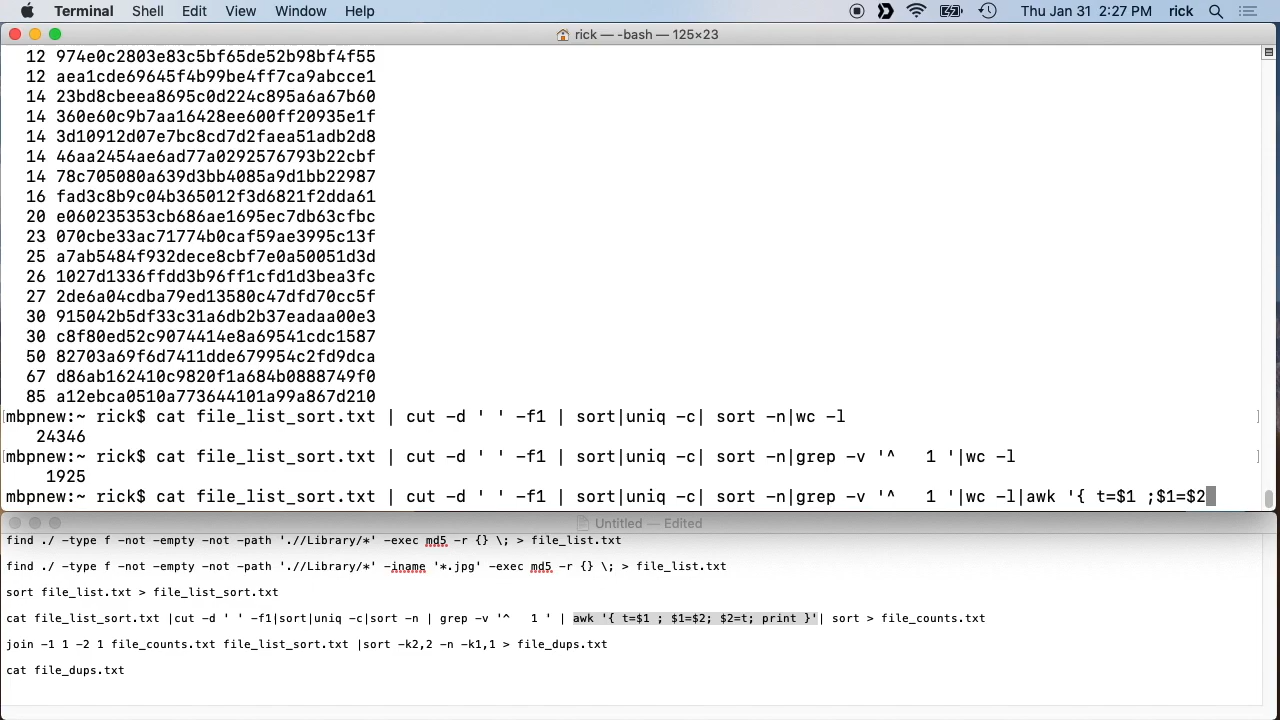 Terminal Shell Edit View Window Help Thu Jan 31 2:27 PM rick
rick — -bash — 125×23
12 974e0c2803e83c5bf65de52b98bf4f55
12 aea1cde69645f4b99be4ff7ca9abcce1
14 23bd8cbeea8695c0d224c895a6a67b60
14 360e60c9b7aa16428ee600ff20935e1f
14 3d10912d07e7bc8cd7d2faea51adb2d8
14 46aa2454ae6ad77a0292576793b22cbf
14 78c705080a639d3bb4085a9d1bb22987
16 fad3c8b9c04b365012f3d6821f2dda61
20 e060235353cb686ae1695ec7db63cfbc
23 070cbe33ac71774b0caf59ae3995c13f
25 a7ab5484f932dece8cbf7e0a50051d3d
26 1027d1336ffdd3b96ff1cfd1d3bea3fc
27 2de6a04cdba79ed13580c47dfd70cc5f
30 915042b5df33c31a6db2b37eadaa00e3
30 c8f80ed52c9074414e8a69541cdc1587
50 82703a69f6d7411dde679954c2fd9dca
67 d86ab162410c9820f1a684b0888749f0
85 a12ebca0510a773644101a99a867d210
[mbpnew:~ rick$ cat file_list_sort.txt | cut -d ' ' -f1 | sort|uniq -c| sort -n|wc -l ]
24346
[mbpnew:~ rick$ cat file_list_sort.txt | cut -d ' ' -f1 | sort|uniq -c| sort -n|grep -v '^   1 '|wc -l ]
1925
mbpnew:~ rick$ cat file_list_sort.txt | cut -d ' ' -f1 | sort|uniq -c| sort -n|grep -v '^   1 '|wc -l|awk '{ t=$1 ;$1=$2
Untitled — Edited
find ./ -type f -not -empty -not -path './/Library/*' -exec md5 -r {} \; > file_list.txt
find ./ -type f -not -empty -not -path './/Library/*' -iname '*.jpg' -exec md5 -r {} \; > file_list.txt
sort file_list.txt > file_list_sort.txt
cat file_list_sort.txt |cut -d ' ' -f1|sort|uniq -c|sort -n | grep -v '^   1 ' | awk '{ t=$1 ; $1=$2; $2=t; print }'| sort > file_counts.txt
join -1 1 -2 1 file_counts.txt file_list_sort.txt |sort -k2,2 -n -k1,1 > file_dups.txt
cat file_dups.txt